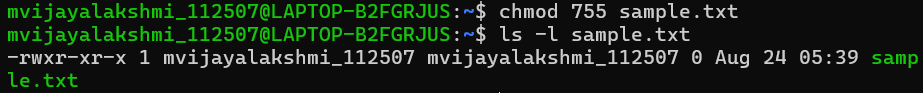 mvijayalakshmi_112507@LAPTOP-B2FGRJUS:~$ chmod 755 sample.txt
mvijayalakshmi_112507@LAPTOP-B2FGRJUS:~$ ls -l sample.txt
-rwxr-xr-x 1 mvijayalakshmi_112507 mvijayalakshmi_112507 0 Aug 24 05:39 samp
le.txt